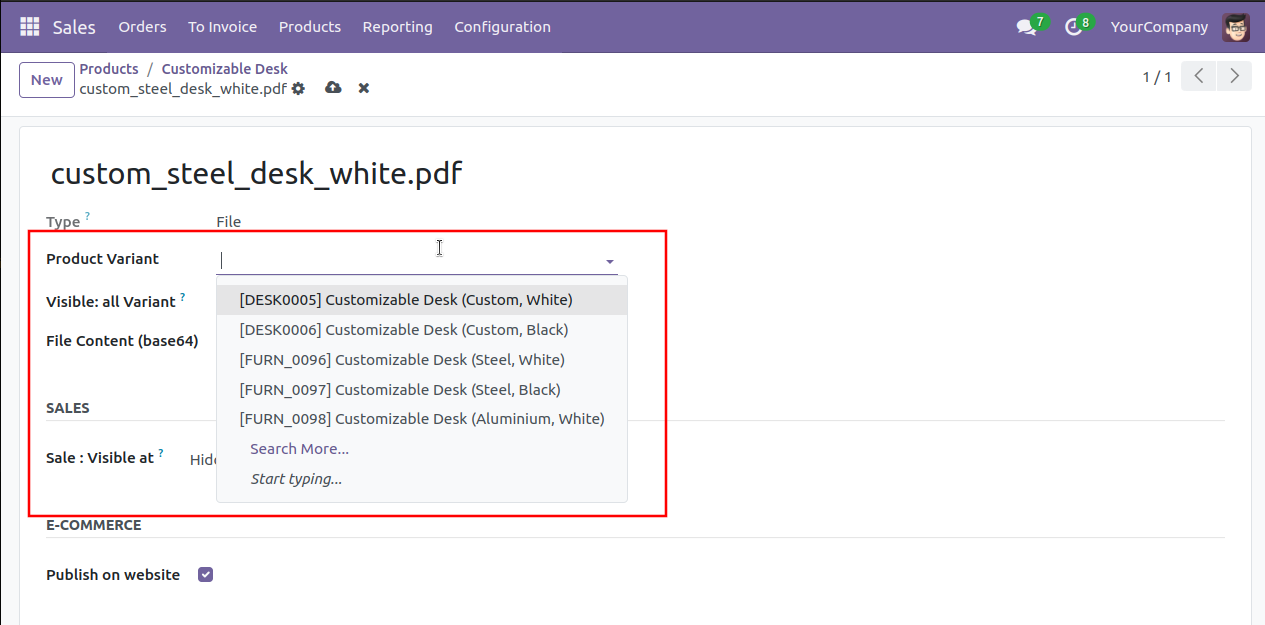 Sales Orders To Invoice Products Reporting Configuration 7 8 YourCompany
New Products / Customizable Desk
custom_steel_desk_white.pdf 1 / 1
custom_steel_desk_white.pdf
Type ? File
Product Variant
Visible: all Variant ?
[DESK0005] Customizable Desk (Custom, White)
[DESK0006] Customizable Desk (Custom, Black)
File Content (base64)
[FURN_0096] Customizable Desk (Steel, White)
[FURN_0097] Customizable Desk (Steel, Black)
SALES
[FURN_0098] Customizable Desk (Aluminium, White)
Search More...
Sale : Visible at ?
Start typing...
E-COMMERCE
Publish on website